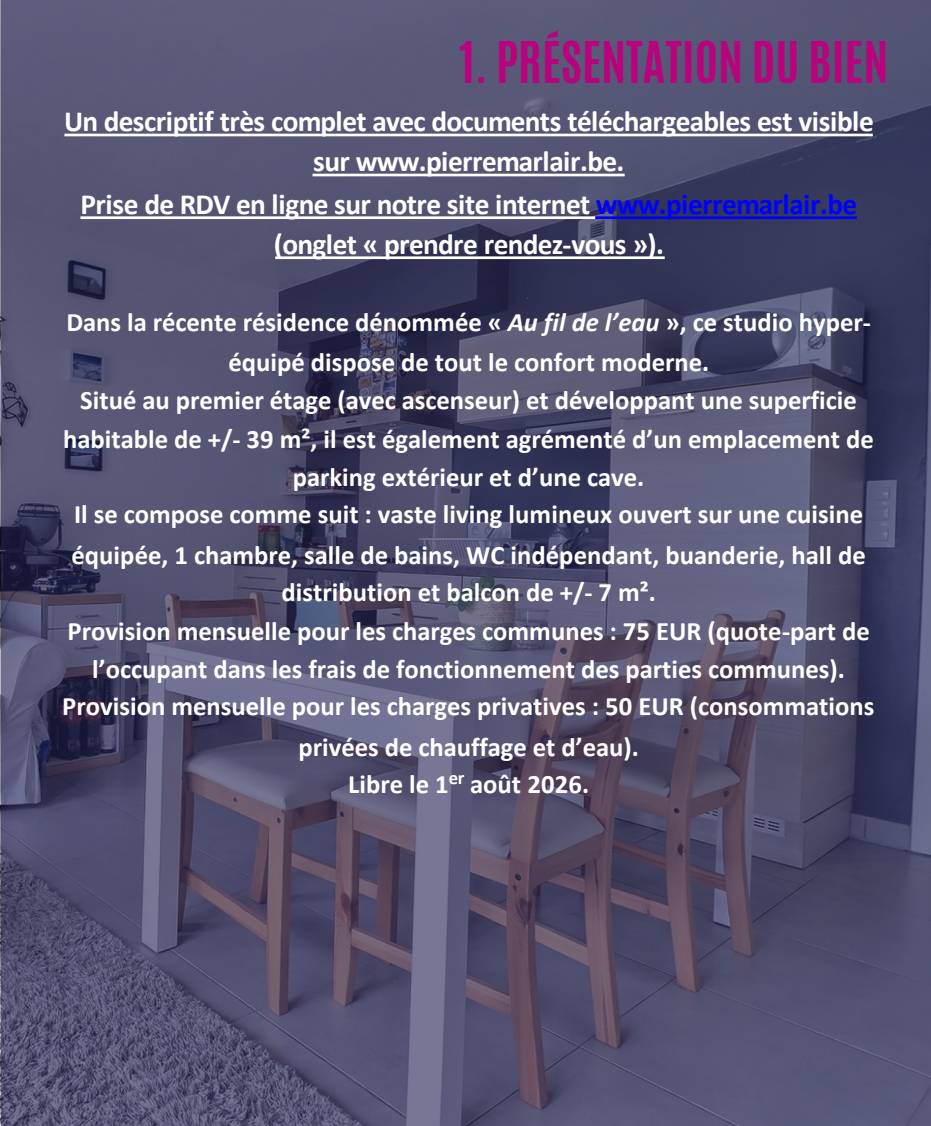 1. PRÉSENTATION DU BIEN
Un descriptif très complet avec documents téléchargeables est visible
sur www.pierremarlair.be.
Prise de RDV en ligne sur notre site internet www.pierremarlair.be
(onglet « prendre rendez-vous »).
Dans la récente résidence dénommée « Au fil de l’eau », ce studio hyper-
équipé dispose de tout le confort moderne.
Situé au premier étage (avec ascenseur) et développant une superficie
habitable de +/- 39 m², il est également agrémenté d’un emplacement de
parking extérieur et d’une cave.
Il se compose comme suit : vaste living lumineux ouvert sur une cuisine
équipée, 1 chambre, salle de bains, WC indépendant, buanderie, hall de
distribution et balcon de +/- 7 m².
Provision mensuelle pour les charges communes : 75 EUR (quote-part de
l’occupant dans les frais de fonctionnement des parties communes).
Provision mensuelle pour les charges privatives : 50 EUR (consommations
privées de chauffage et d’eau).
Libre le 1er août 2026.